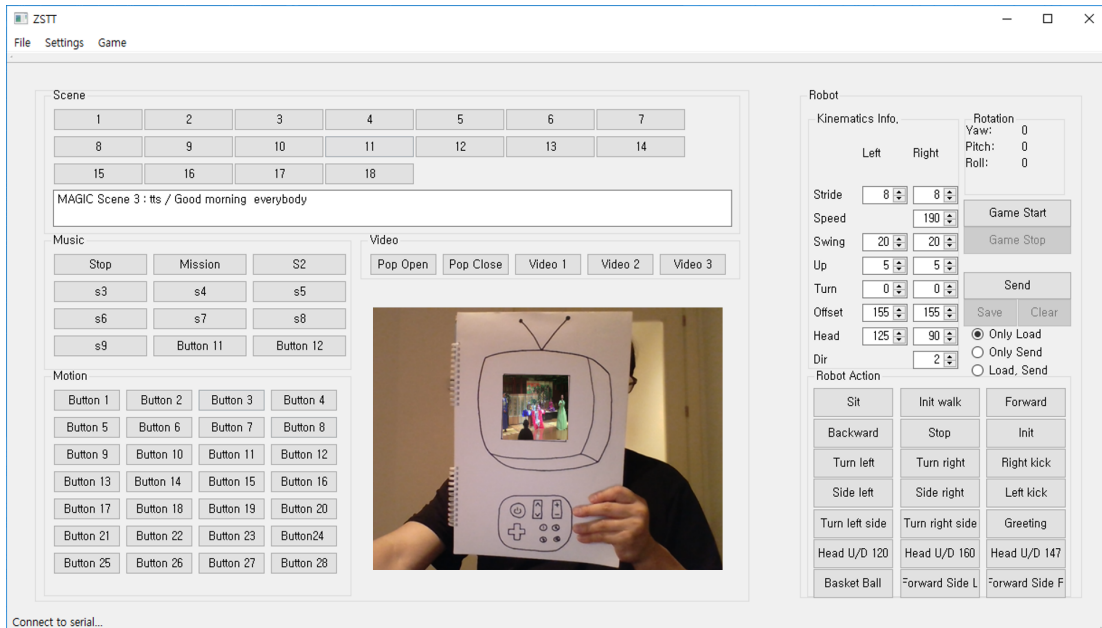 ZSTT
File Settings Game
Scene
1 2 3 4 5 6 7
8 9 10 11 12 13 14
15 16 17 18
MAGIC Scene 3 : tts / Good morning everybody
Music
Stop Mission S2
s3 s4 s5
s6 s7 s8
s9 Button 11 Button 12
Video
Pop Open Pop Close Video 1 Video 2 Video 3
Motion
Button 1 Button 2 Button 3 Button 4
Button 5 Button 6 Button 7 Button 8
Button 9 Button 10 Button 11 Button 12
Button 13 Button 14 Button 15 Button 16
Button 17 Button 18 Button 19 Button 20
Button 21 Button 22 Button 23 Button24
Button 25 Button 26 Button 27 Button 28
Robot
Kinematics Info,
Left Right
Stride 8 8
Speed 190
Swing 20 20
Up 5 5
Turn 0 0
Offset 155 155
Head 125 90
Dir 2
Rotation
Yaw: 0
Pitch: 0
Roll: 0
Game Start
Game Stop
Send
Save Clear
Only Load
Only Send
Load, Send
Robot Action
Sit Init walk Forward
Backward Stop Init
Turn left Turn right Right kick
Side left Side right Left kick
Turn left side Turn right side Greeting
Head U/D 120 Head U/D 160 Head U/D 147
Basket Ball Forward Side L Forward Side F
Connect to serial...